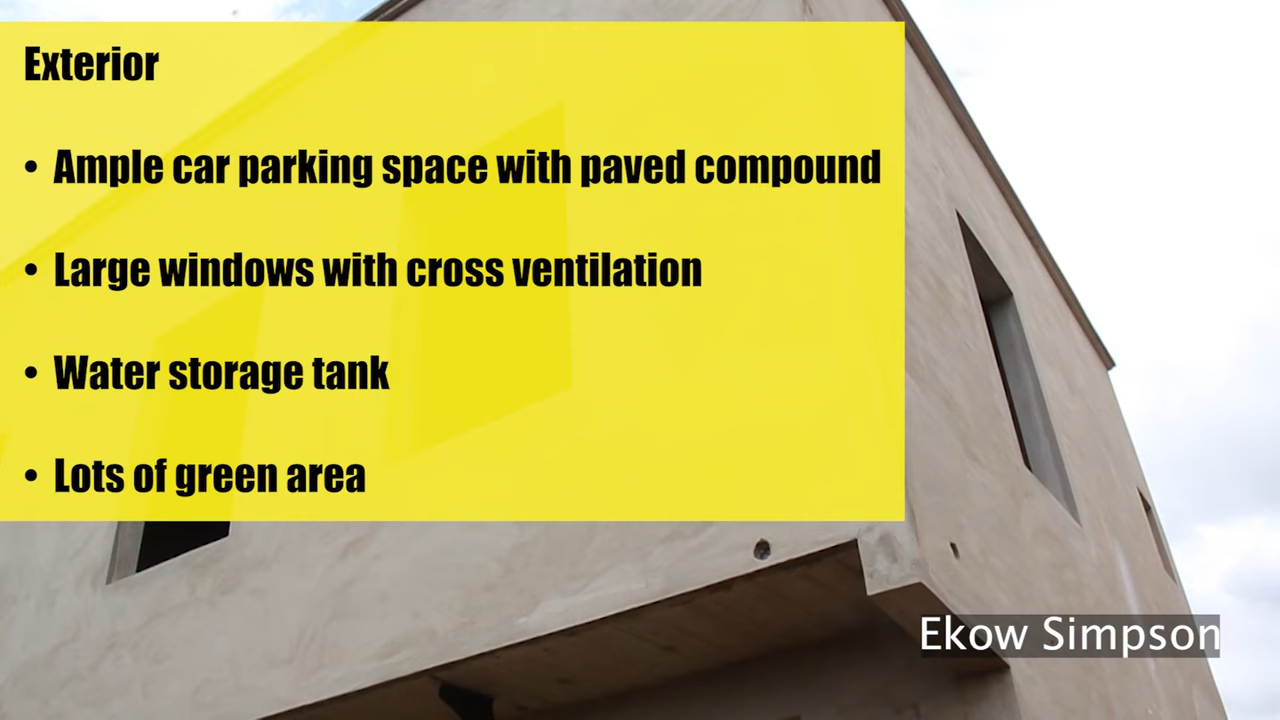 Exterior
• Ample car parking space with paved compound
• Large windows with cross ventilation
• Water storage tank
• Lots of green area
Ekow Simpson